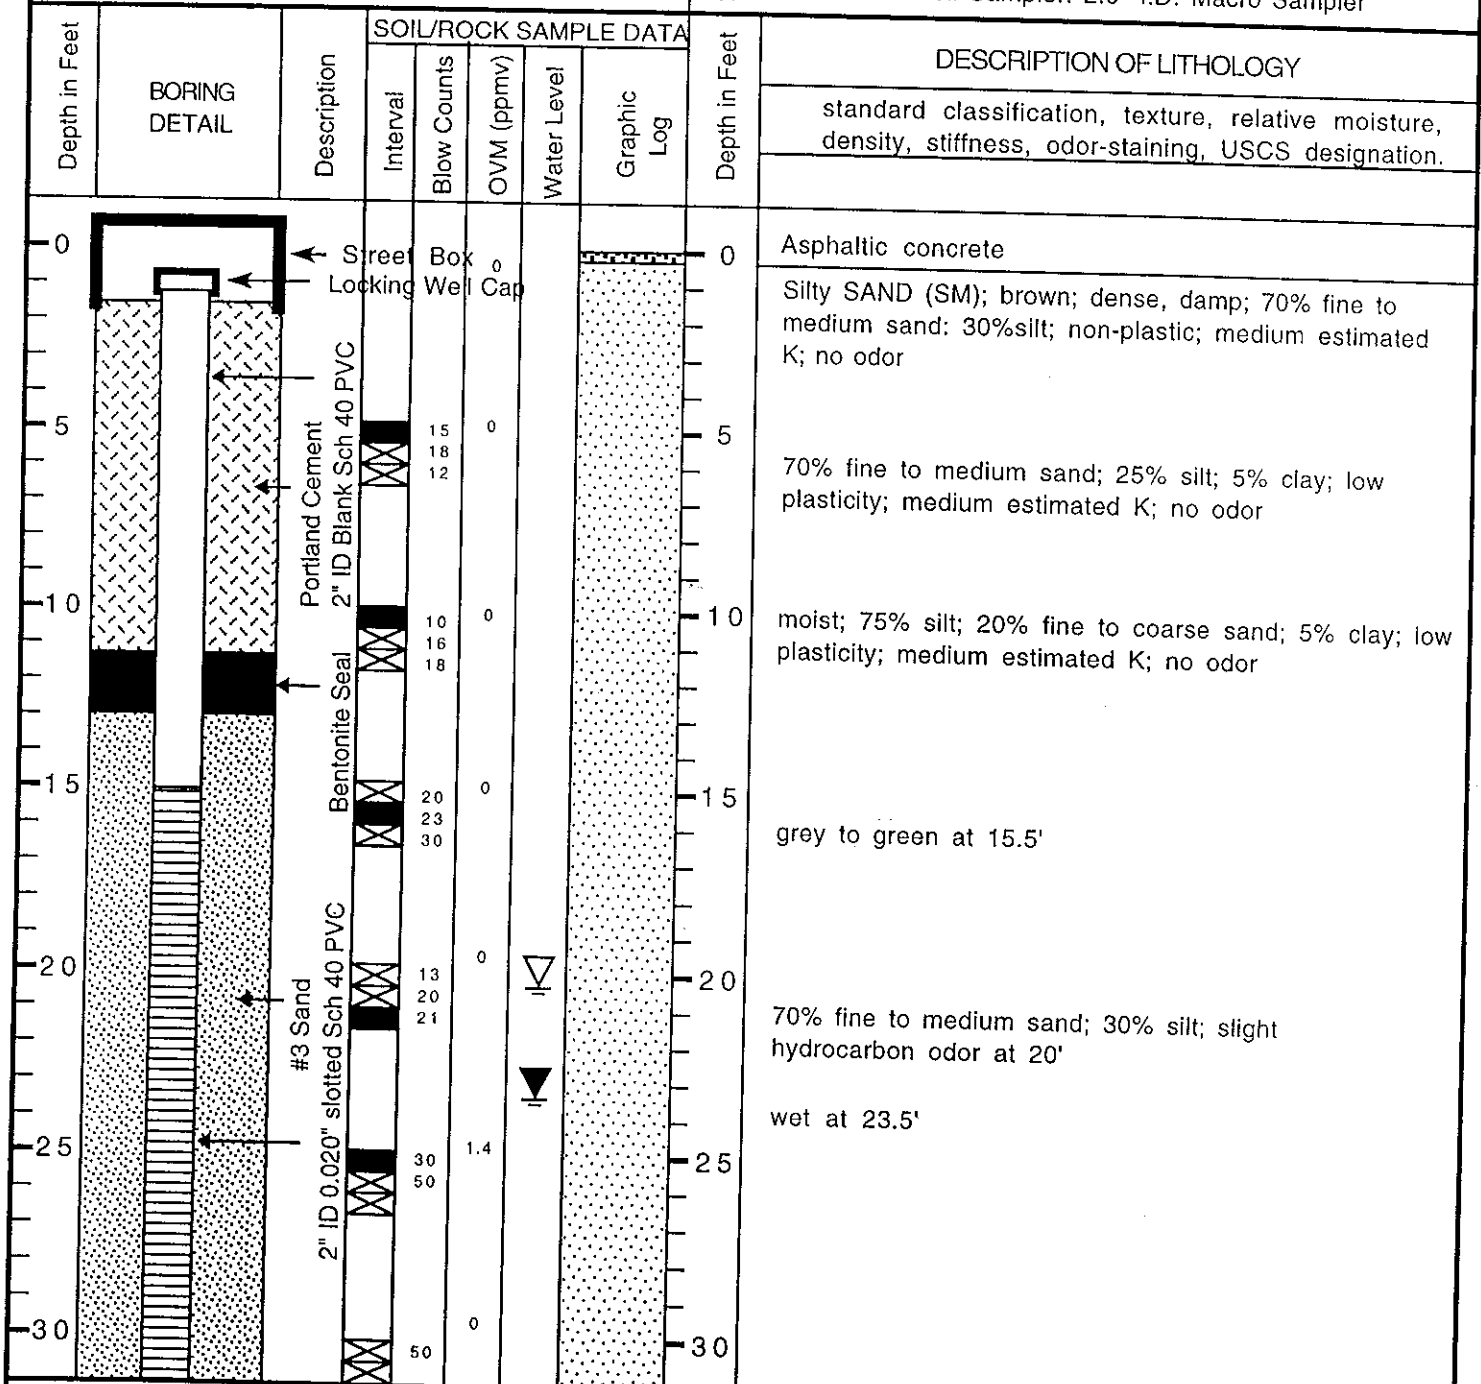 Sampler: 2.0" I.D. Macro Sampler
SOIL/ROCK SAMPLE DATA
Depth in Feet
BORING
DETAIL
Description
Interval
Blow Counts
OVM (ppmv)
Water Level
Graphic
Log
Depth in Feet
DESCRIPTION OF LITHOLOGY
standard classification, texture, relative moisture,
density, stiffness, odor-staining, USCS designation.
0
Street Box
0
Locking Well Cap
0
Asphaltic concrete
Silty SAND (SM); brown; dense, damp; 70% fine to
medium sand: 30%silt; non-plastic; medium estimated
K; no odor
2" ID Blank Sch 40 PVC
Portland Cement
5
15
18
12
0
5
70% fine to medium sand; 25% silt; 5% clay; low
plasticity; medium estimated K; no odor
10
10
16
18
0
10
moist; 75% silt; 20% fine to coarse sand; 5% clay; low
plasticity; medium estimated K; no odor
Bentonite Seal
15
20
23
30
0
15
grey to green at 15.5'
20
13
20
21
0
20
#3 Sand
2" ID 0.020" slotted Sch 40 PVC
70% fine to medium sand; 30% silt; slight
hydrocarbon odor at 20'
wet at 23.5'
25
30
50
1.4
25
30
50
0
30